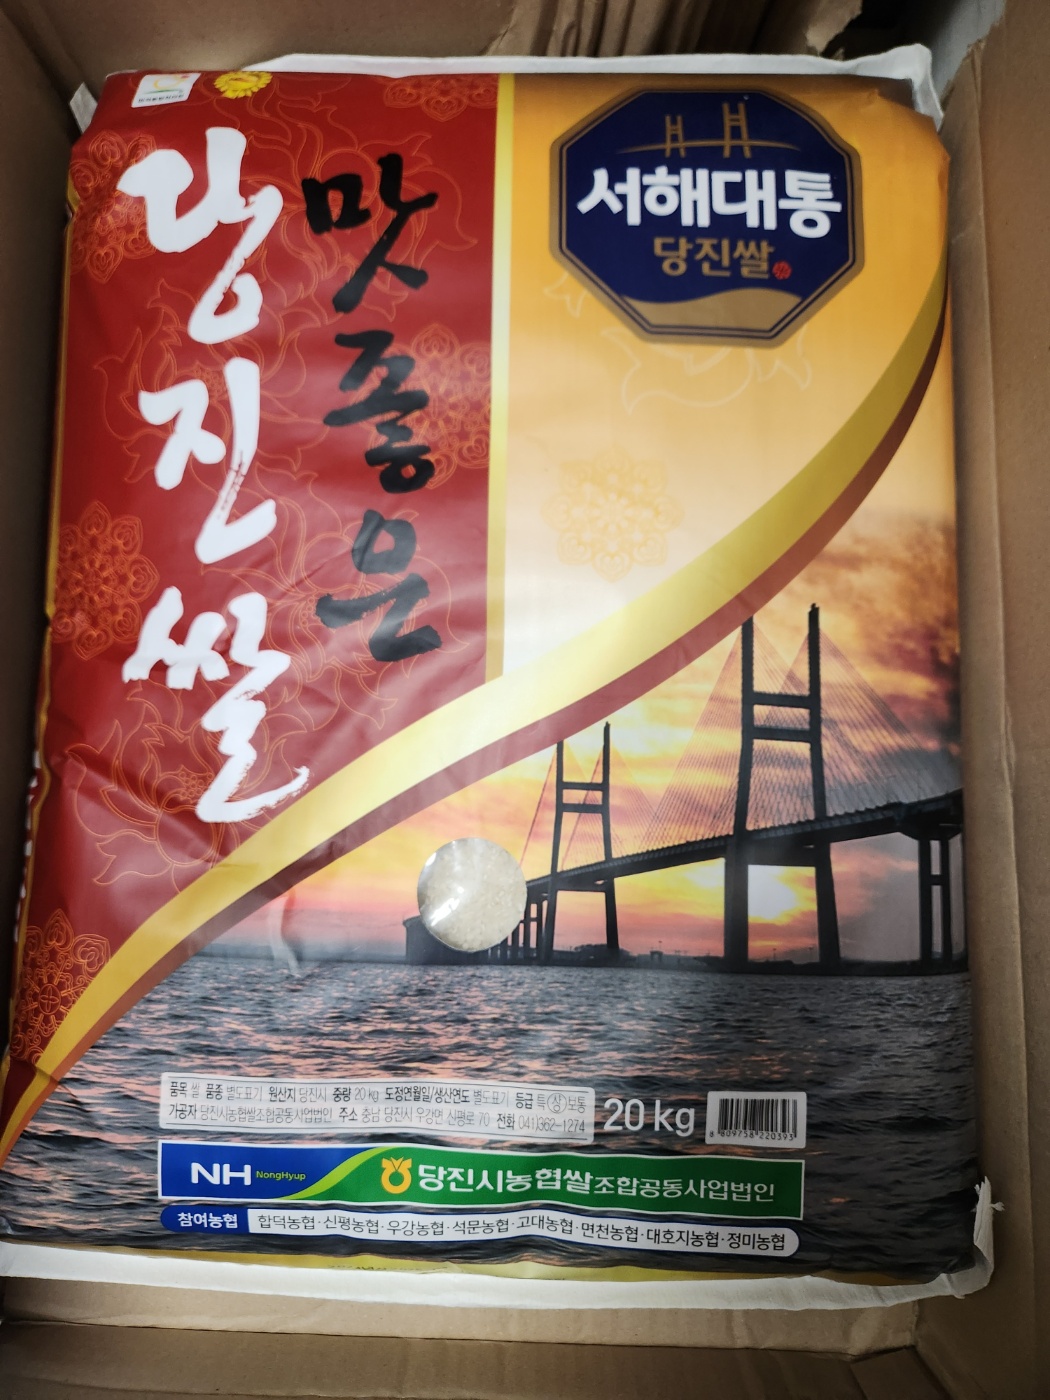 당진쌀
맛좋은
서해대통
당진쌀
품목 쌀 품종 별도표기 원산지 당진시 중량 20kg 도정연월일/생산연도 별도표기 등급 특 상 보통
가공자 당진시농협쌀조합공동사업법인 주소 충남 당진시 우강면 신평로 70 전화 041)362-1274
20 kg
8 809758 220393
NH NongHyup 당진시농협쌀조합공동사업법인
참여농협 합덕농협·신평농협·우강농협·석문농협·고대농협·면천농협·대호지농협·정미농협